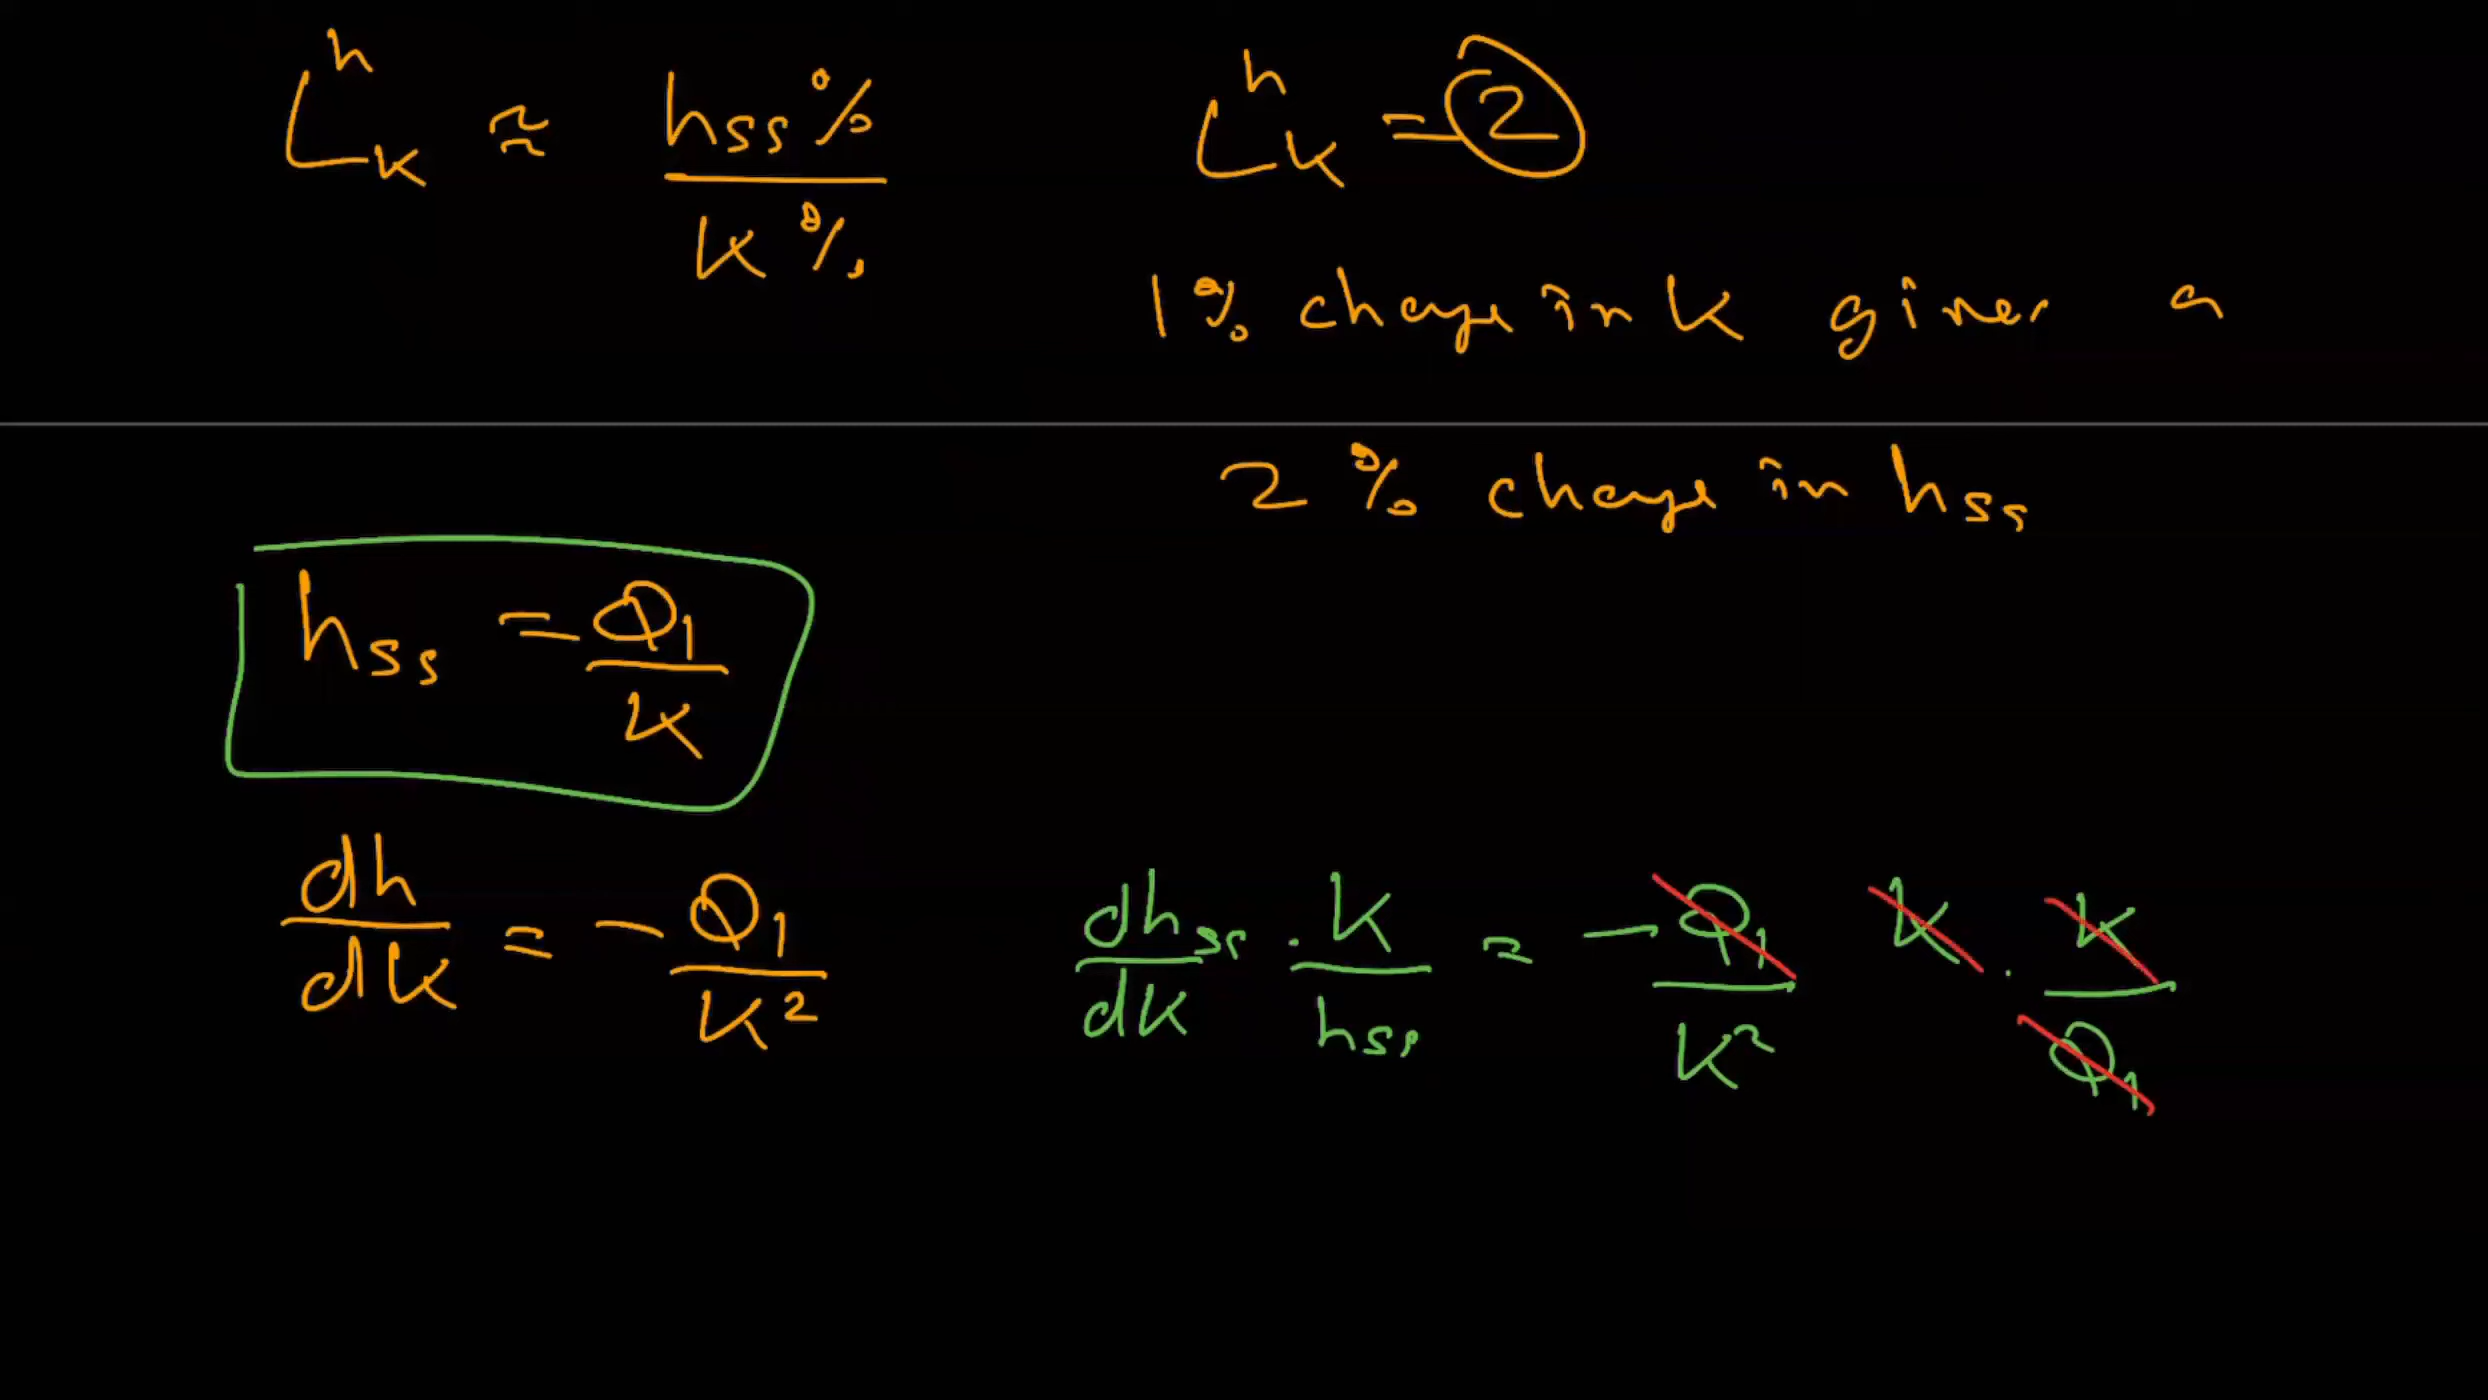 L^h_K ≈ hss% / K%
L^h_K = 2
1% change in K gives a
2% change in hss
hss = Q1 / K
dh/dK = - Q1/K²
dhss/dK . K/hss = - Q1/K² K . K/Q1